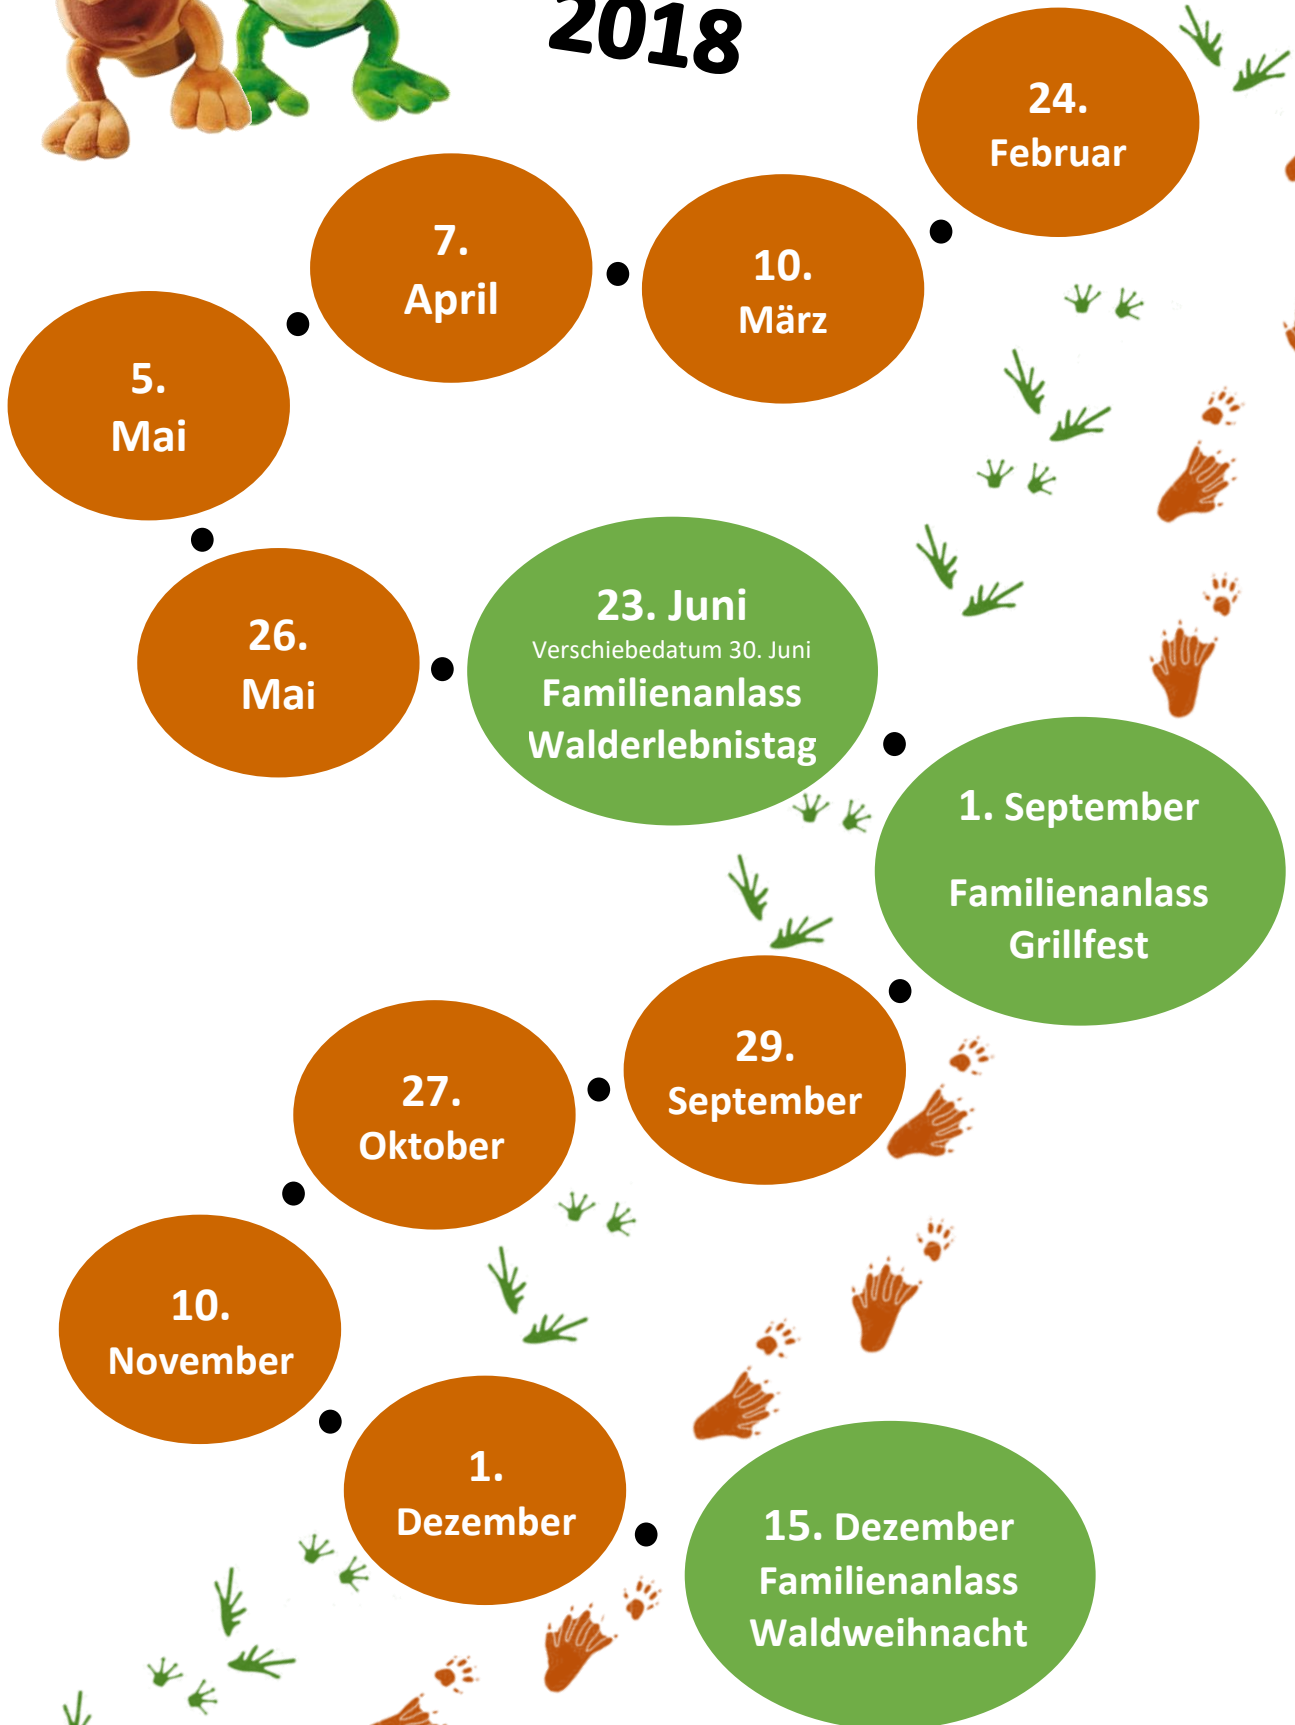 2018
24.
Februar
10.
März
7.
April
5.
Mai
26.
Mai
23. Juni
Verschiebedatum 30. Juni
Familienanlass
Walderlebnistag
1. September
Familienanlass
Grillfest
29.
September
27.
Oktober
10.
November
1.
Dezember
15. Dezember
Familienanlass
Waldweihnacht